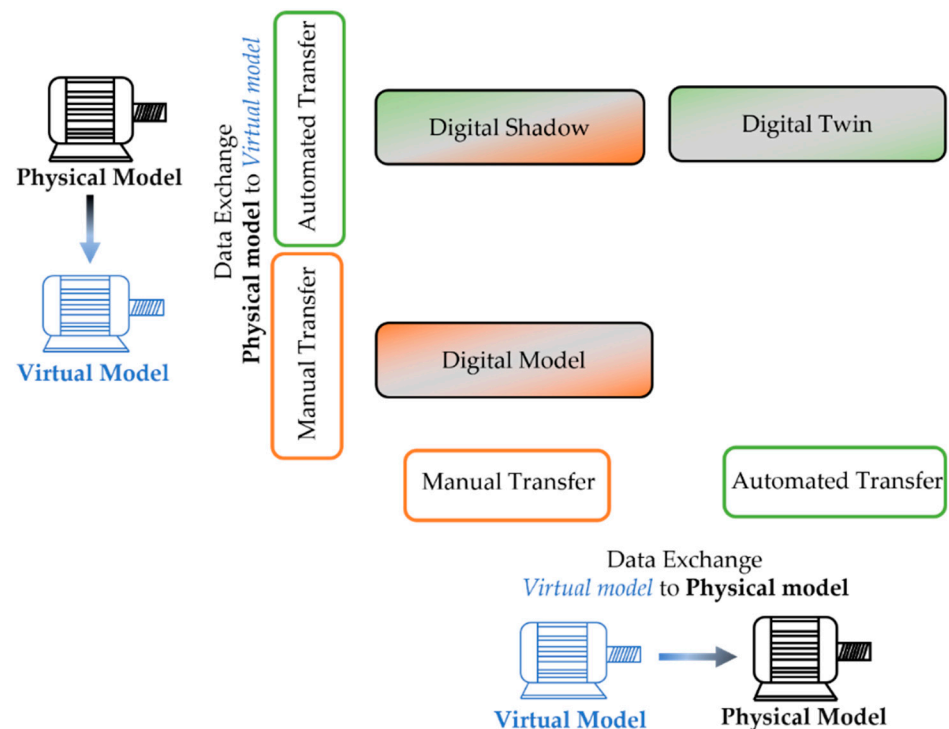 Physical Model
Virtual Model
Data Exchange
Physical model to Virtual model
Automated Transfer
Manual Transfer
Digital Shadow
Digital Twin
Digital Model
Manual Transfer
Automated Transfer
Data Exchange
Virtual model to Physical model
Virtual Model
Physical Model